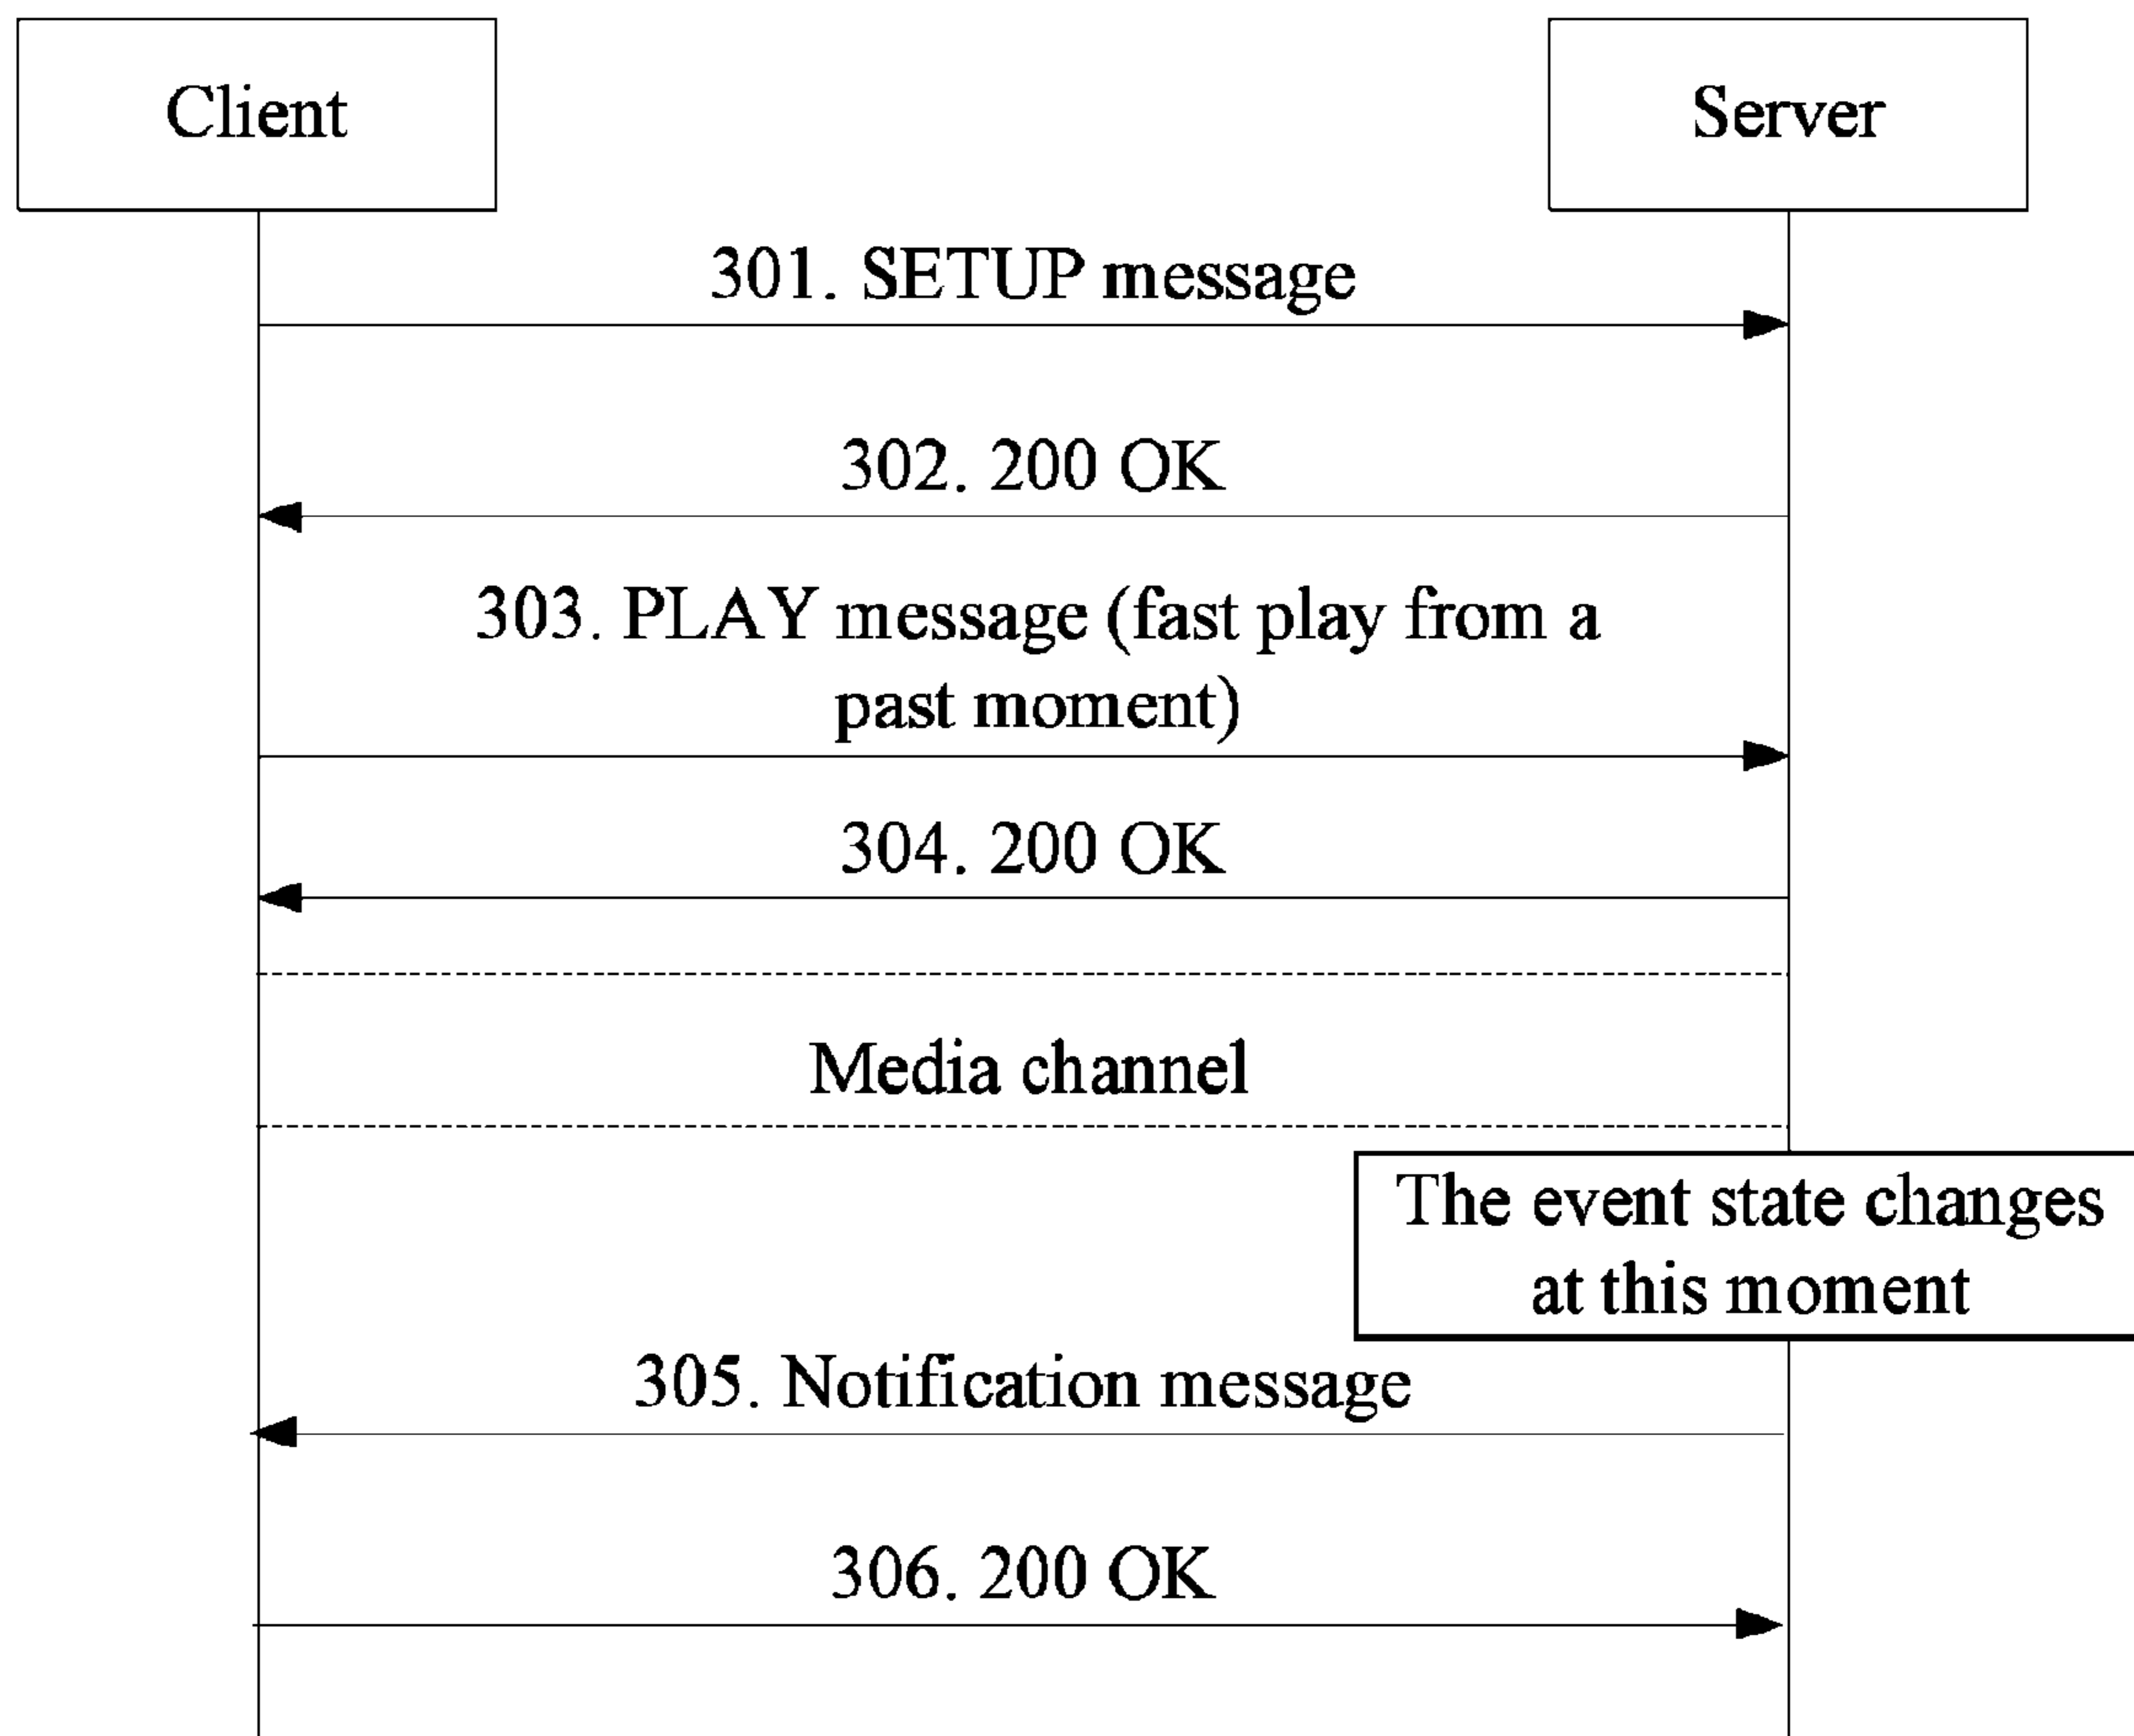 Client
Server
301. SETUP message
302. 200 OK
303. PLAY message (fast play from a
past moment)
304. 200 OK
Media channel
The event state changes
at this moment
305. Notification message
306. 200 OK